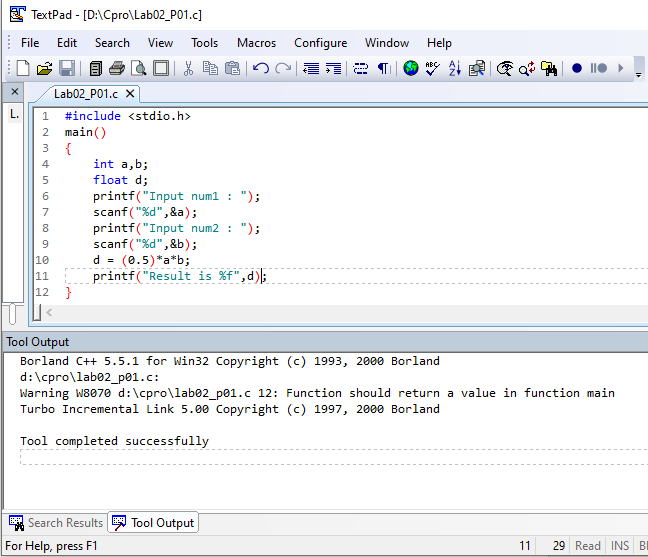 TextPad - [D:\Cpro\Lab02_P01.c]
File Edit Search View Tools Macros Configure Window Help
Lab02_P01.c
L.
1 #include <stdio.h>
2 main()
3 {
4 int a,b;
5 float d;
6 printf("Input num1 : ");
7 scanf("%d",&a);
8 printf("Input num2 : ");
9 scanf("%d",&b);
10 d = (0.5)*a*b;
11 printf("Result is %f",d);
12 }
Tool Output
Borland C++ 5.5.1 for Win32 Copyright (c) 1993, 2000 Borland
d:\cpro\lab02_p01.c:
Warning W8070 d:\cpro\lab02_p01.c 12: Function should return a value in function main
Turbo Incremental Link 5.00 Copyright (c) 1997, 2000 Borland
Tool completed successfully
Search Results Tool Output
For Help, press F1 11 29 Read INS